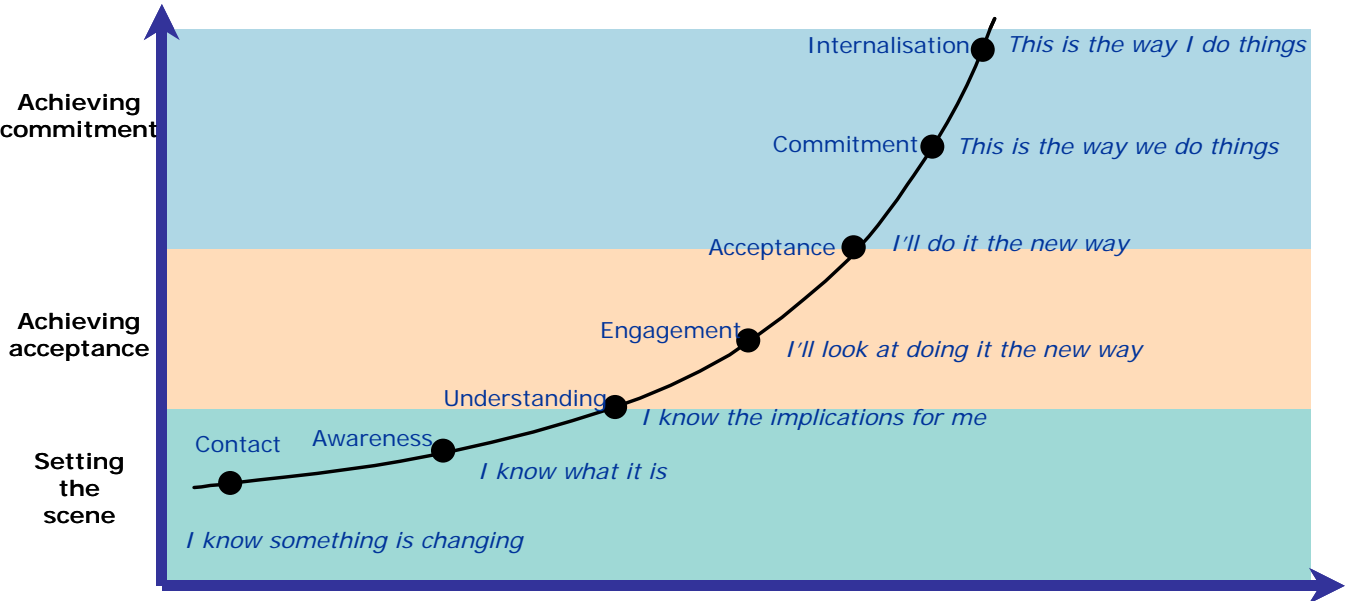 Internalisation
This is the way I do things
Achieving
commitment
Commitment
This is the way we do things
Acceptance
I'll do it the new way
Achieving
acceptance
Engagement
I'll look at doing it the new way
Understanding
I know the implications for me
Contact
Awareness
I know what it is
Setting
the
scene
I know something is changing